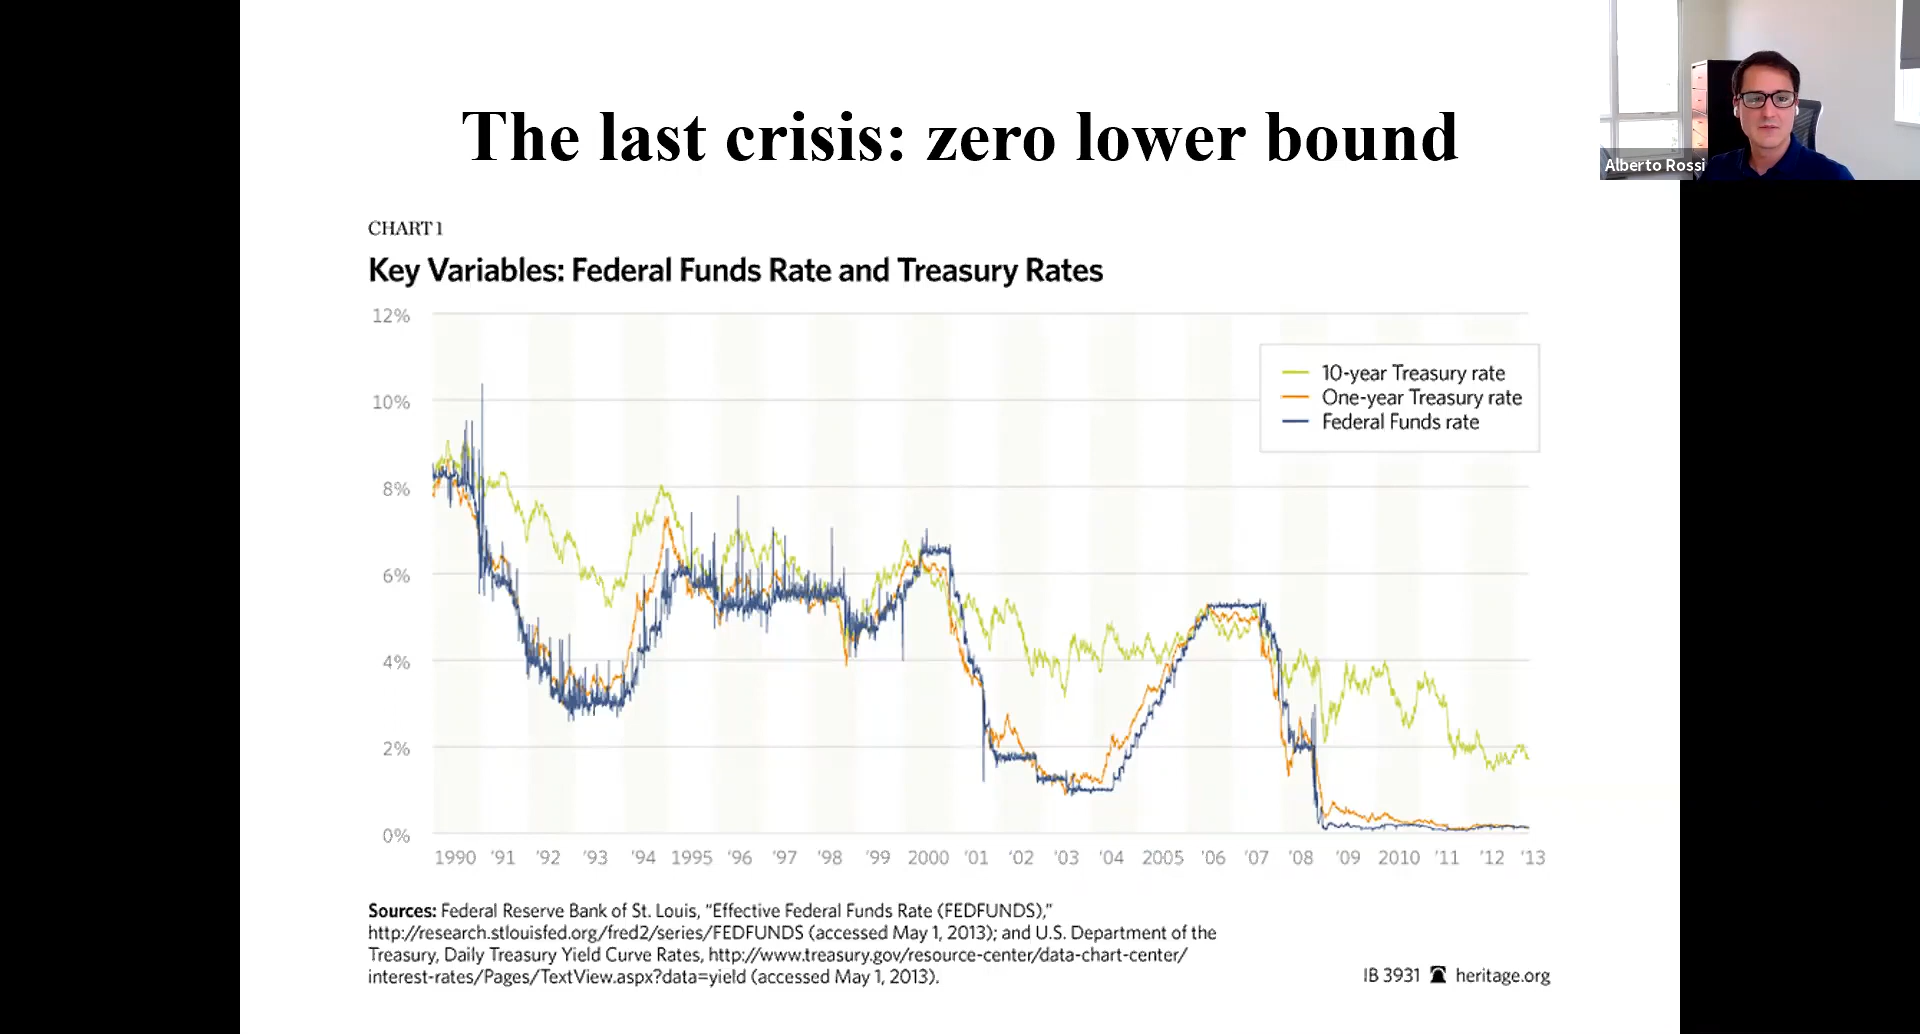 The last crisis: zero lower bound
Alberto Rossi
CHART 1
Key Variables: Federal Funds Rate and Treasury Rates
12%
10%
8%
6%
4%
2%
0%
10-year Treasury rate
One-year Treasury rate
Federal Funds rate
1990 '91 '92 '93 '94 1995 '96 '97 '98 '99 2000 '01 '02 '03 '04 2005 '06 '07 '08 '09 2010 '11 '12 '13
Sources: Federal Reserve Bank of St. Louis, “Effective Federal Funds Rate (FEDFUNDS),”
http://research.stlouisfed.org/fred2/series/FEDFUNDS (accessed May 1, 2013); and U.S. Department of the
Treasury, Daily Treasury Yield Curve Rates, http://www.treasury.gov/resource-center/data-chart-center/
interest-rates/Pages/TextView.aspx?data=yield (accessed May 1, 2013).
IB 3931 heritage.org